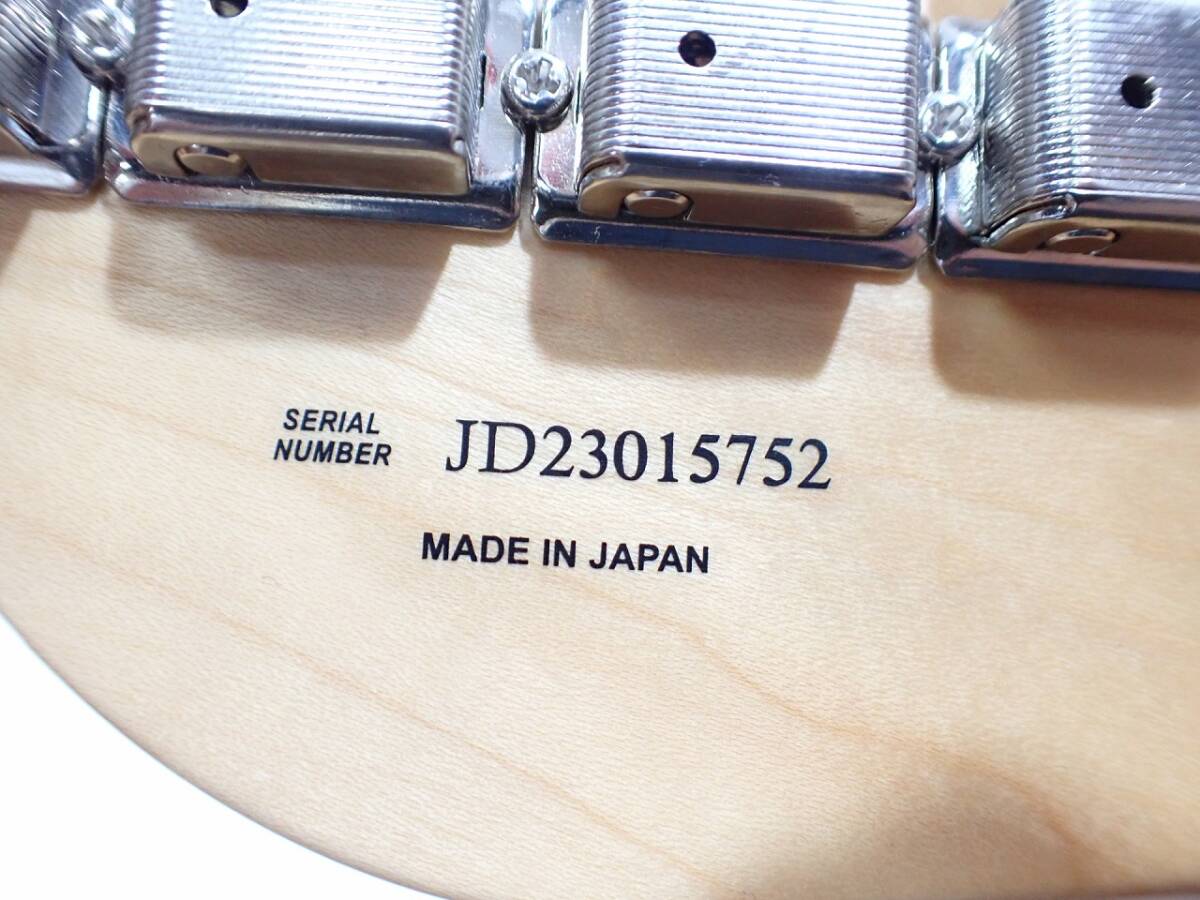 SERIAL
NUMBER
JD23015752
MADE IN JAPAN